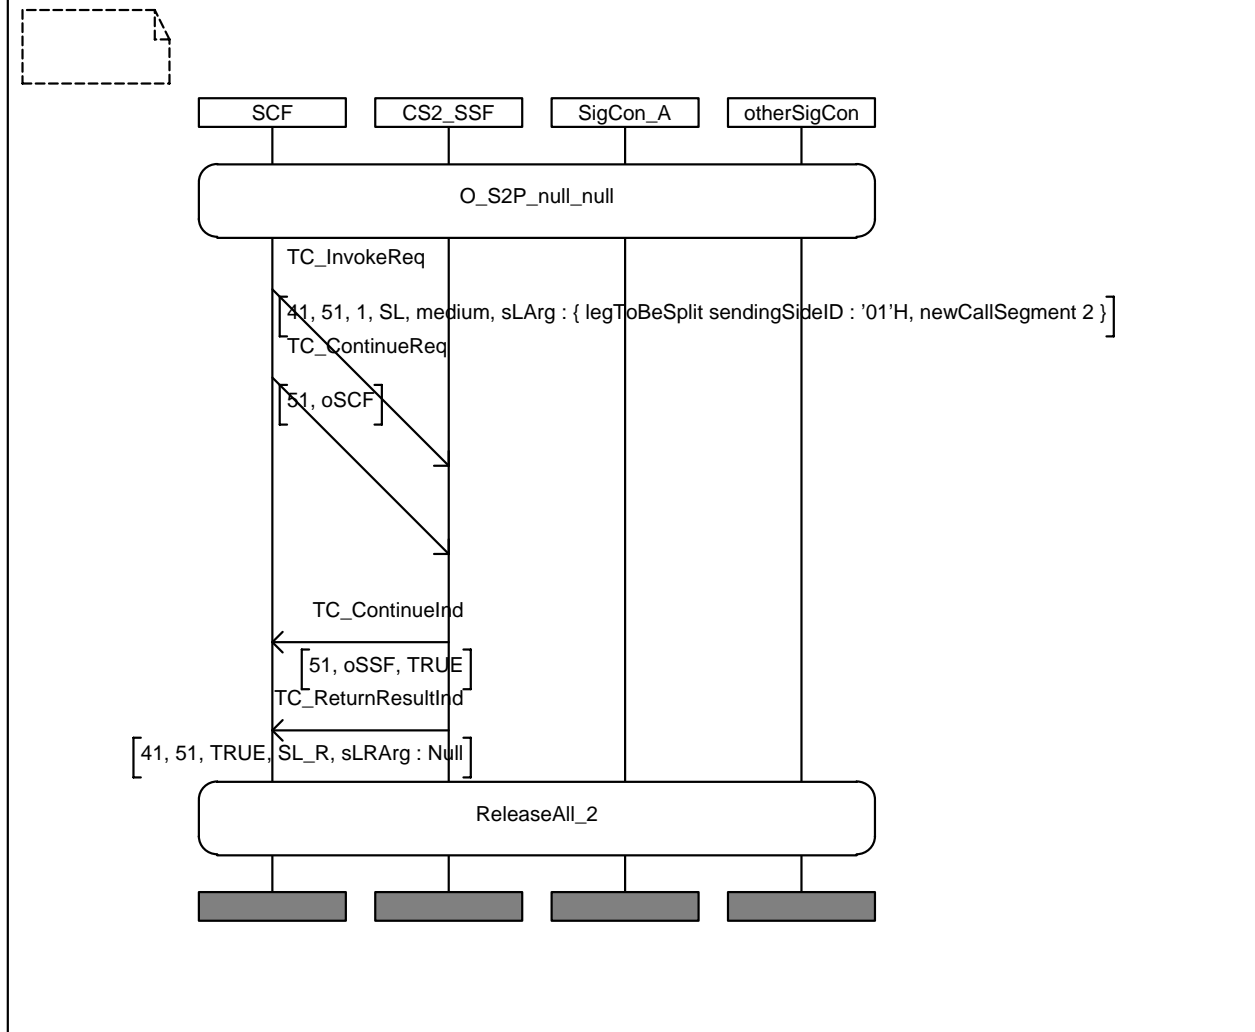 SCF
CS2_SSF
SigCon_A
otherSigCon
O_S2P_null_null
TC_InvokeReq
41, 51, 1, SL, medium, sLArg : { legToBeSplit sendingSideID : '01'H, newCallSegment 2 }
TC_ContinueReq
51, oSCF
TC_ContinueInd
51, oSSF, TRUE
TC_ReturnResultInd
41, 51, TRUE, SL_R, sLRArg : Null
ReleaseAll_2